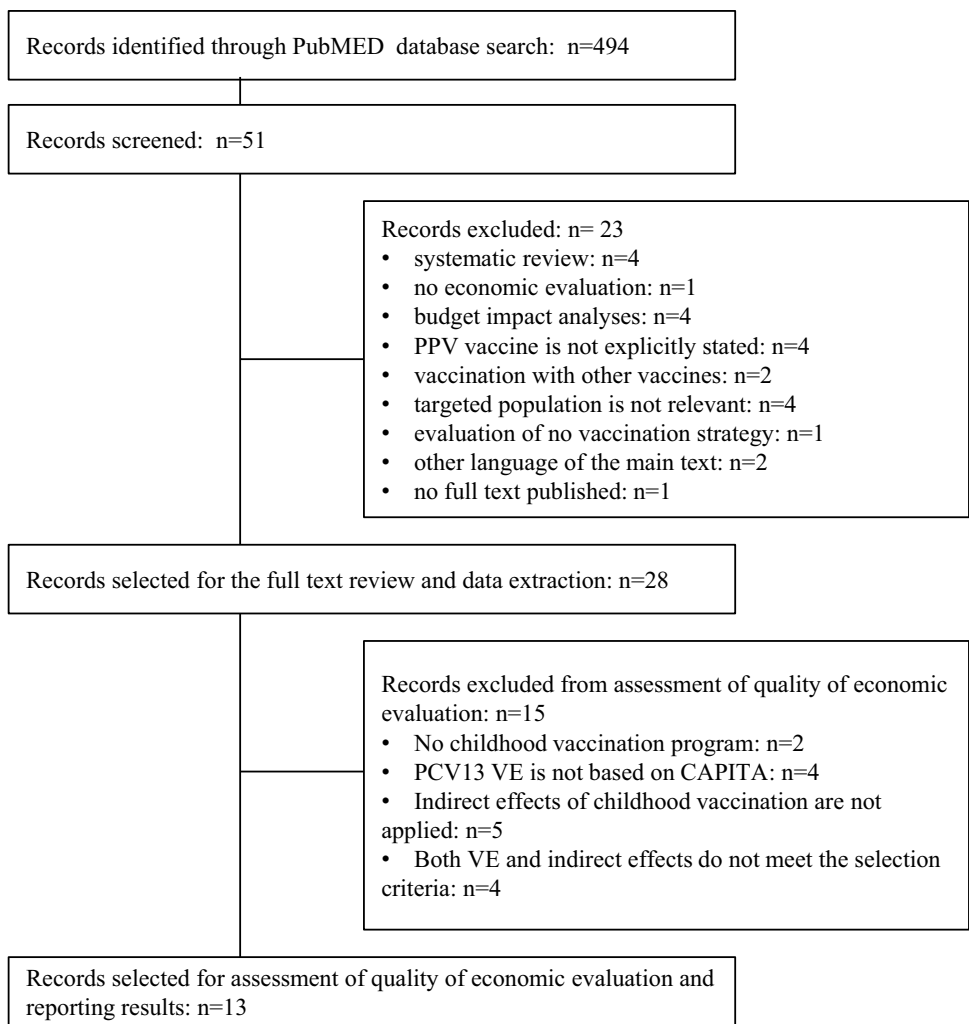 Records identified through PubMED database search: n=494
Records screened: n=51
Records excluded: n= 23
• systematic review: n=4
• no economic evaluation: n=1
• budget impact analyses: n=4
• PPV vaccine is not explicitly stated: n=4
• vaccination with other vaccines: n=2
• targeted population is not relevant: n=4
• evaluation of no vaccination strategy: n=1
• other language of the main text: n=2
• no full text published: n=1
Records selected for the full text review and data extraction: n=28
Records excluded from assessment of quality of economic
evaluation: n=15
• No childhood vaccination program: n=2
• PCV13 VE is not based on CAPITA: n=4
• Indirect effects of childhood vaccination are not
applied: n=5
• Both VE and indirect effects do not meet the selection
criteria: n=4
Records selected for assessment of quality of economic evaluation and
reporting results: n=13